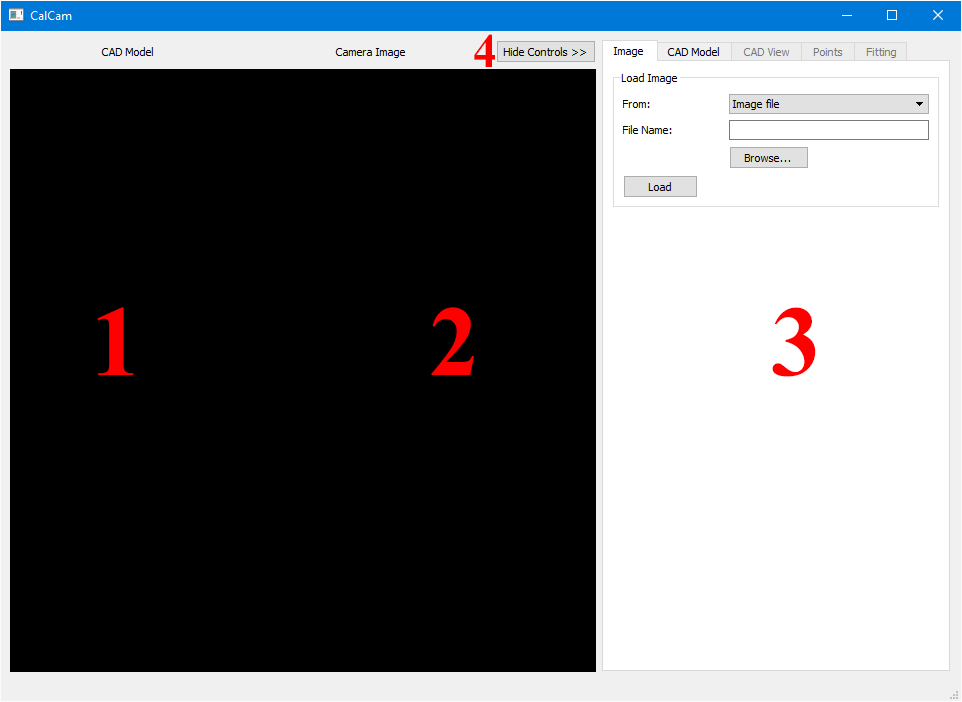 CalCam
CAD Model
Camera Image
4
Hide Controls >>
Image
CAD Model
CAD View
Points
Fitting
Load Image
From:
Image file
File Name:
Browse...
Load
1
2
3